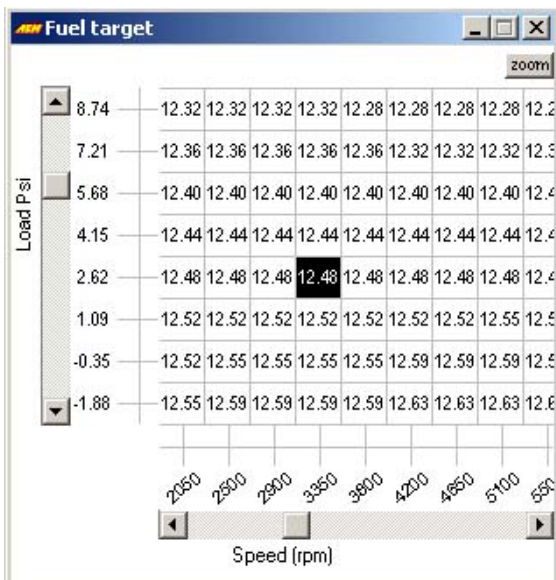 AEM Fuel target
zoom
8.74 12.32 12.32 12.32 12.32 12.28 12.28 12.28 12.28
7.21 12.36 12.36 12.36 12.36 12.36 12.32 12.32 12.32
Load Psi
5.68 12.40 12.40 12.40 12.40 12.40 12.40 12.40 12.40
4.15 12.44 12.44 12.44 12.44 12.44 12.44 12.44 12.44
2.62 12.48 12.48 12.48 12.48 12.48 12.48 12.48 12.48
1.09 12.52 12.52 12.52 12.52 12.52 12.52 12.52 12.55
-0.35 12.52 12.55 12.55 12.55 12.55 12.59 12.59 12.59
-1.88 12.55 12.59 12.59 12.59 12.59 12.63 12.63 12.63
2050 2500 2900 3350 3800 4200 4650 5100
Speed (rpm)